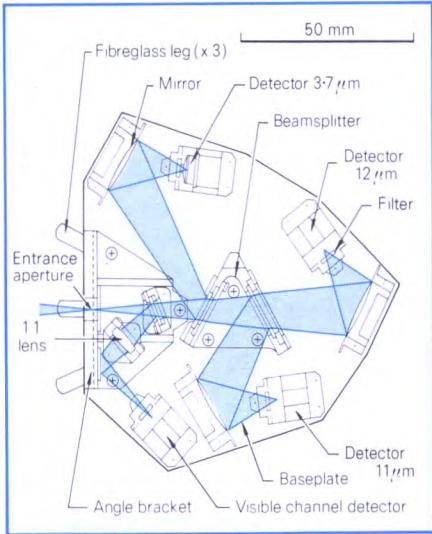 50 mm
Fibreglass leg (x 3)
Mirror
Detector 3·7 µm
Beamsplitter
Detector
12 µm
Filter
Entrance
aperture
1:1
lens
Detector
11 µm
Baseplate
Angle bracket
Visible channel detector